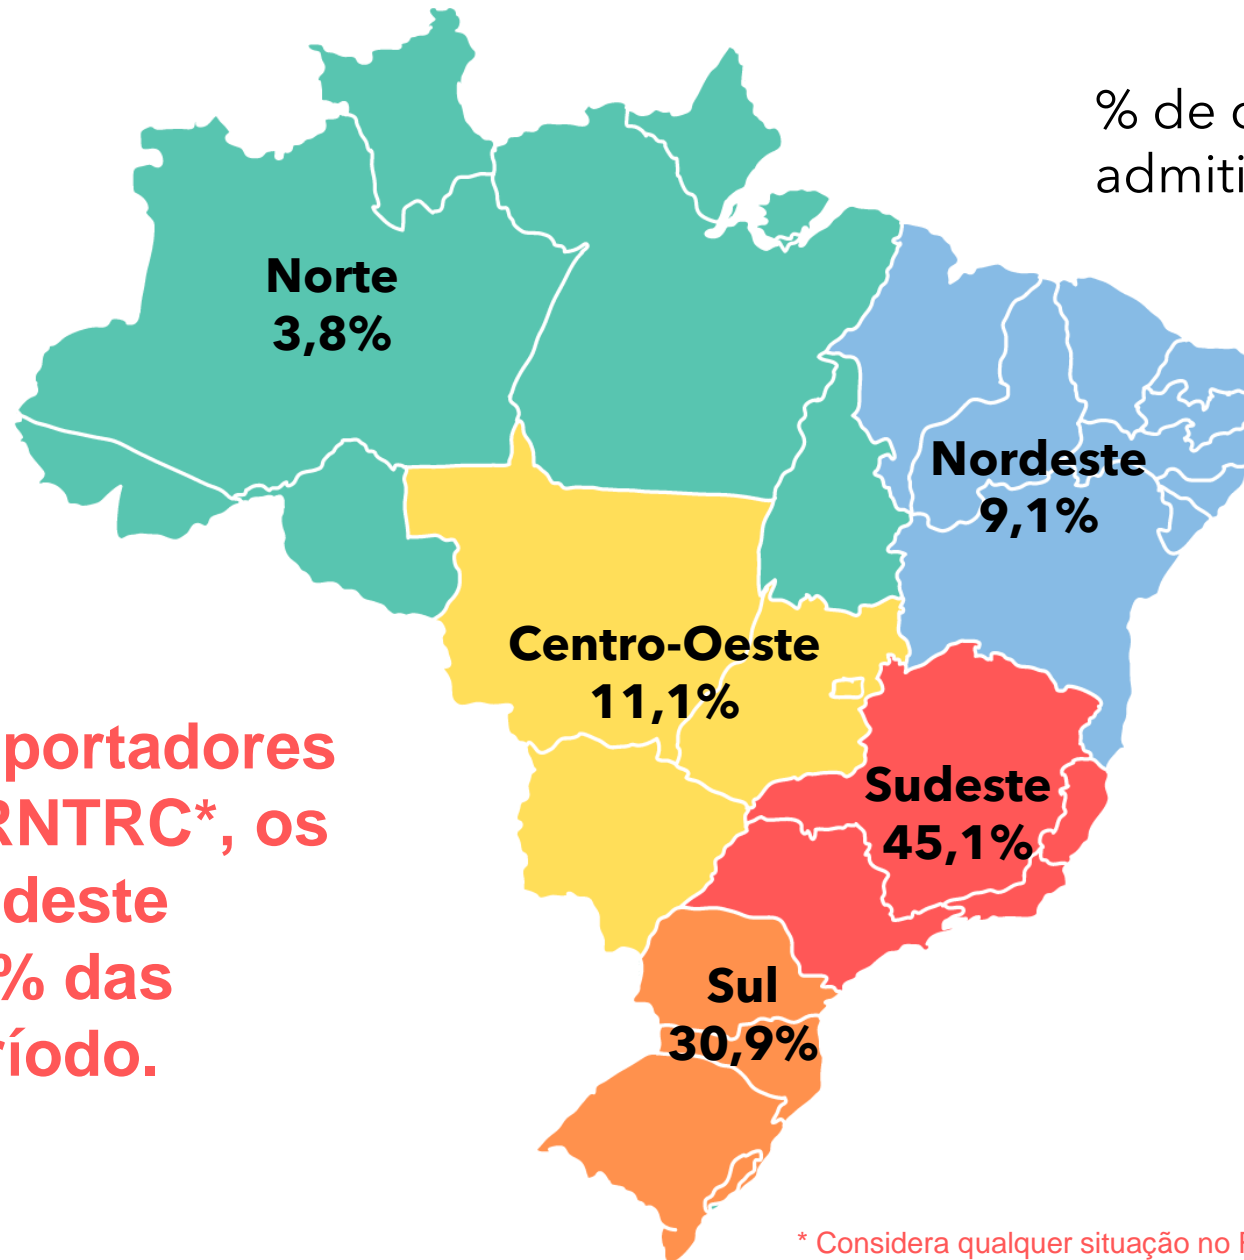 % de
admiti
Norte
3,8%
Nordeste
9,1%
Centro-Oeste
11,1%
portadores
RNTRC*, os
deste
% das
ríodo.
Sudeste
45,1%
Sul
30,9%
* Considera qualquer situação no